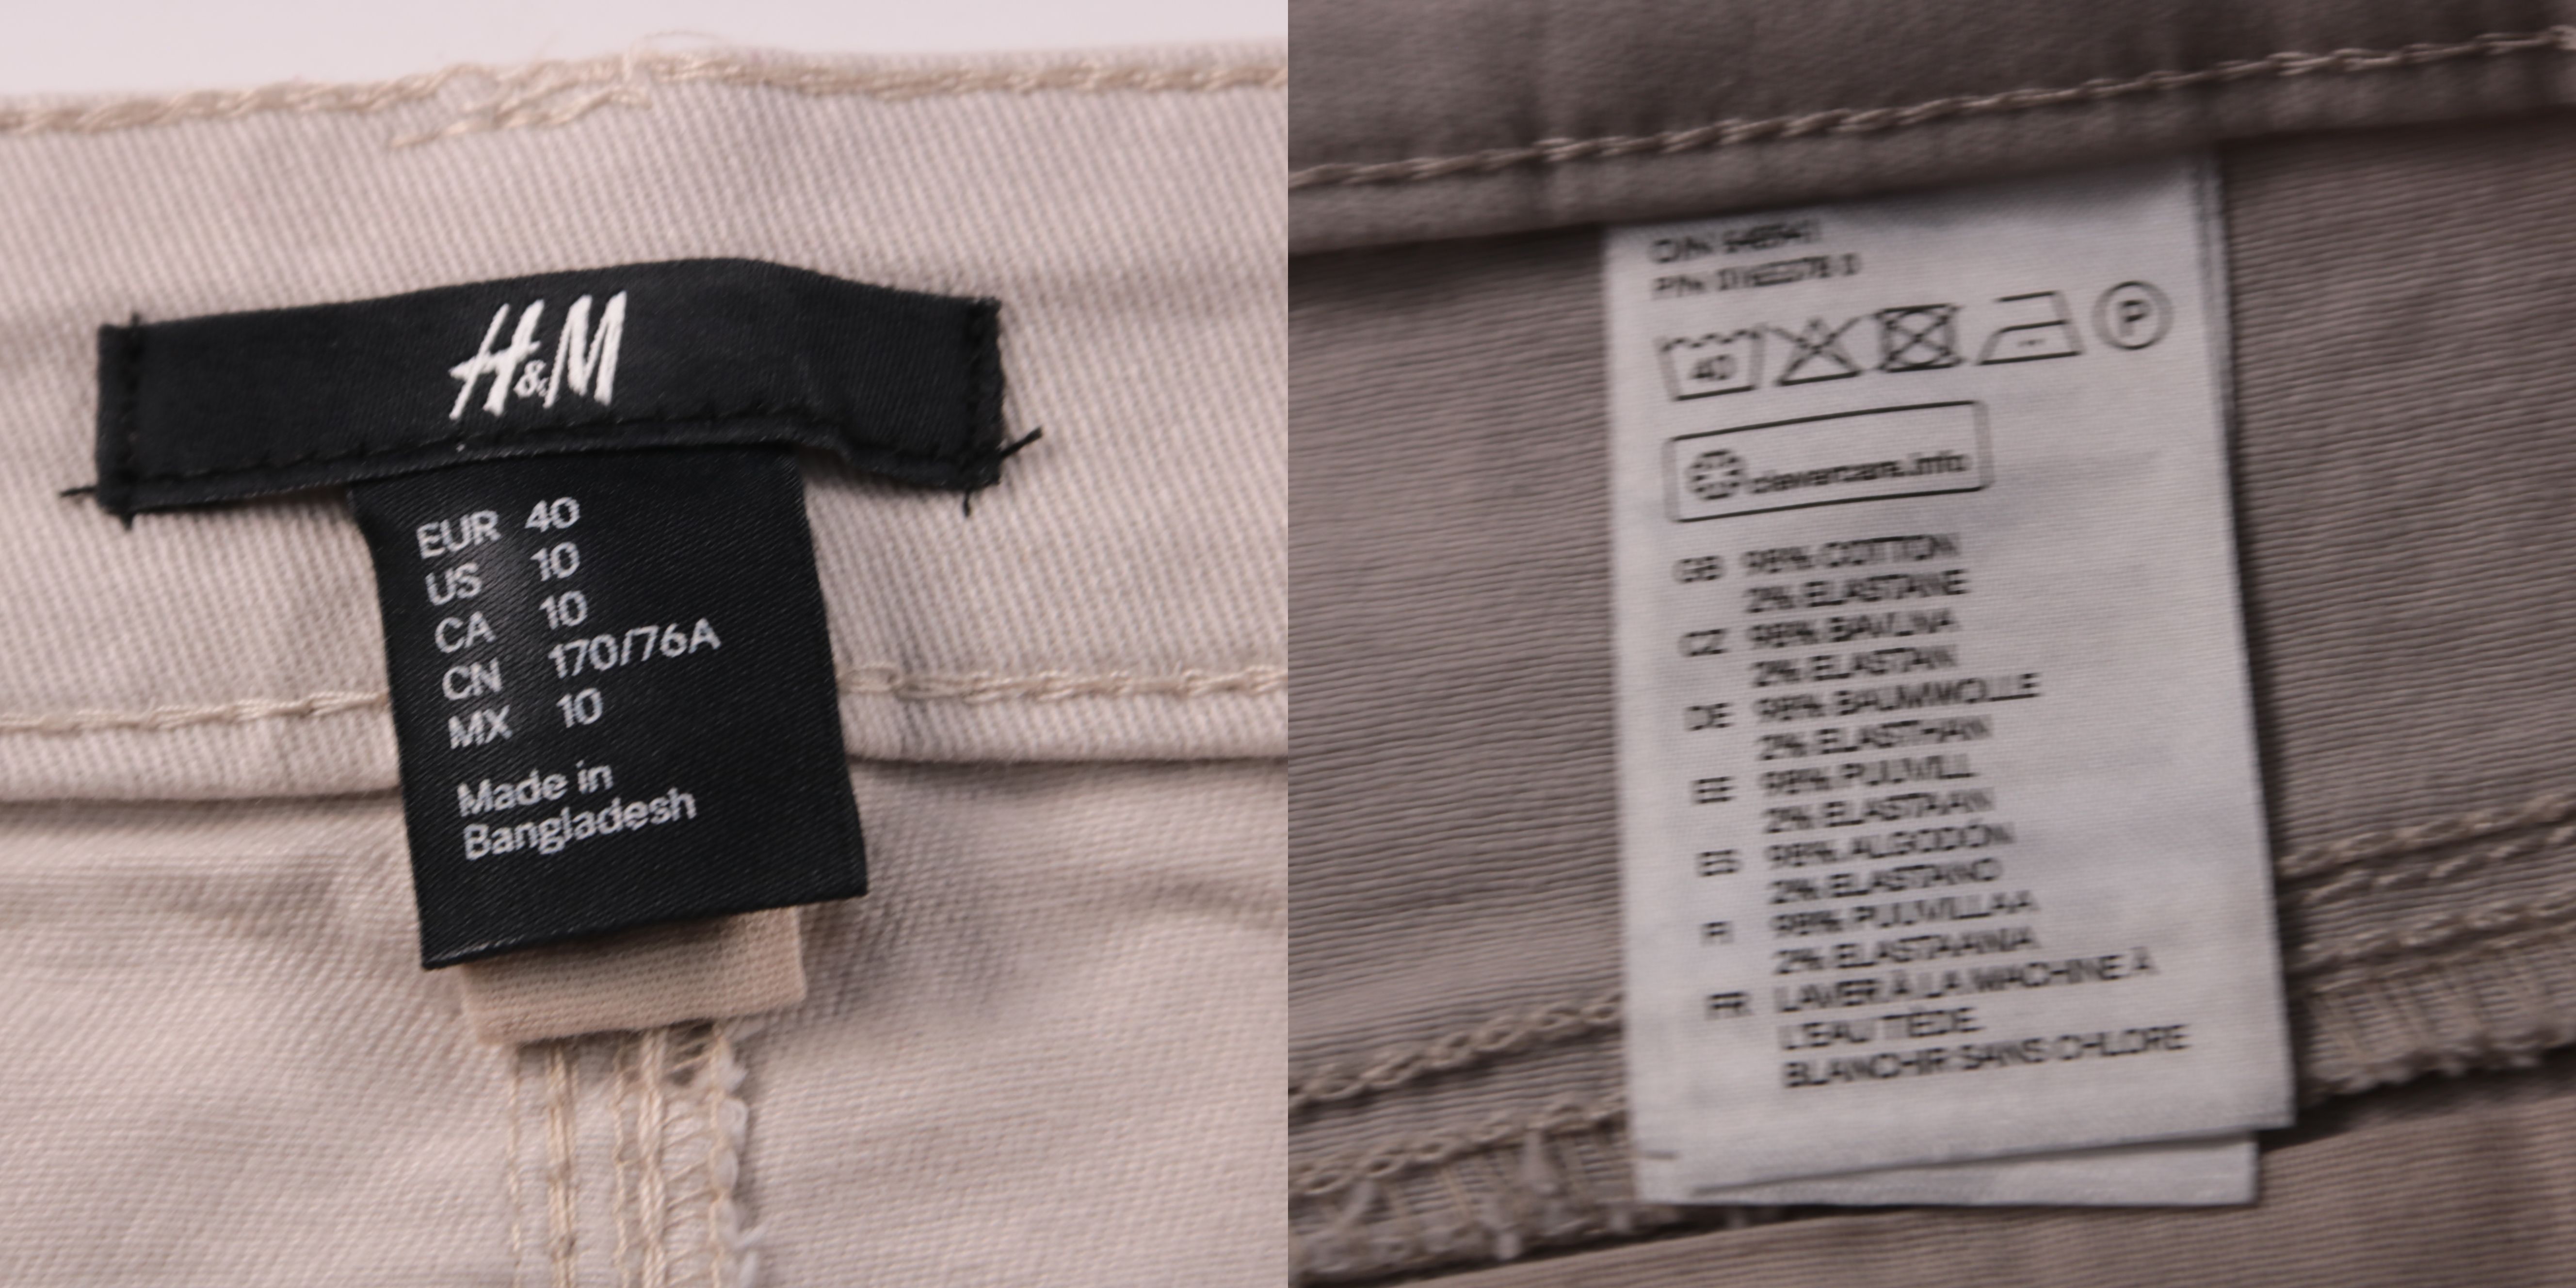 H&M
EUR 40
US 10
CA 10
CN 170/76A
MX 10
Made in
Bangladesh
40
P
clevercare.info
GB 98% COTTON
2% ELASTANE
CZ 98% BAVLNA
2% ELASTAN
DE 98% BAUMWOLLE
2% ELASTHAN
EE 98% PUUVILL
2% ELASTAAN
ES 98% ALGODÓN
2% ELASTANO
FI 98% PUUVILLAA
2% ELASTAANIA
FR LAVER À LA MACHINE À
L'EAU TIÈDE
BLANCHIR SANS CHLORE